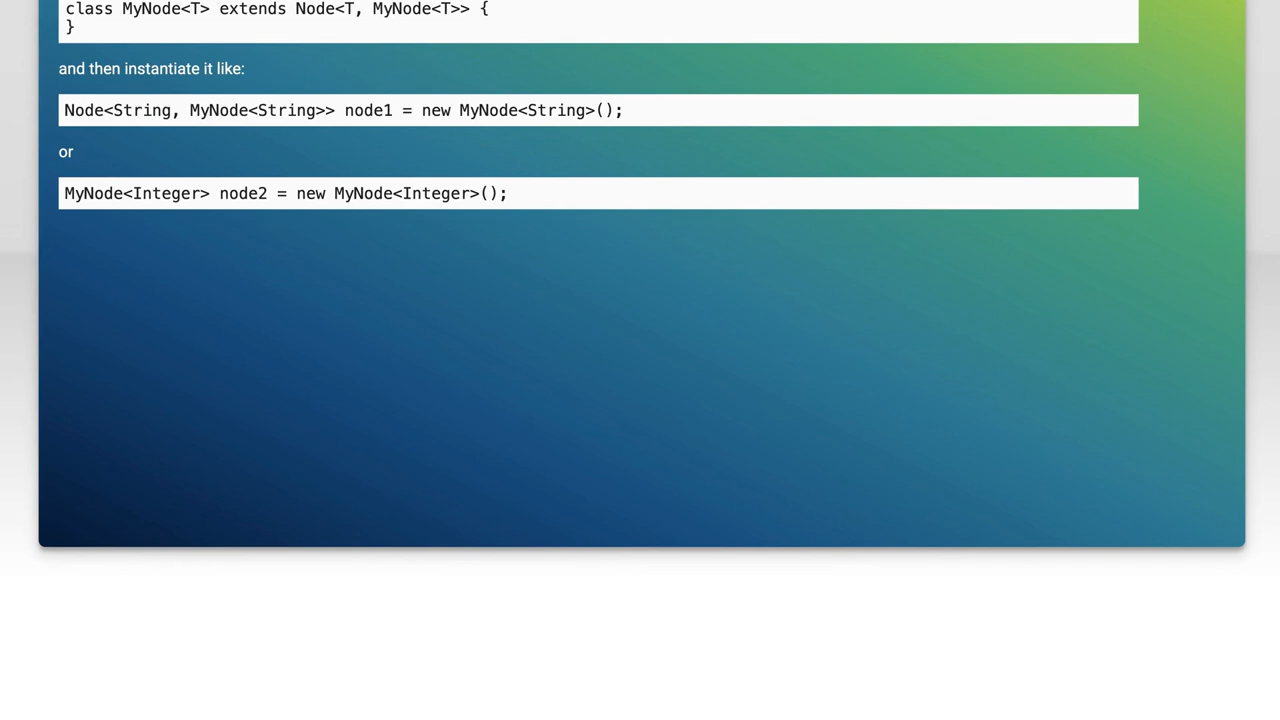 class MyNode<T> extends Node<T, MyNode<T>> {
}
and then instantiate it like:
Node<String, MyNode<String>> node1 = new MyNode<String>();
or
MyNode<Integer> node2 = new MyNode<Integer>();